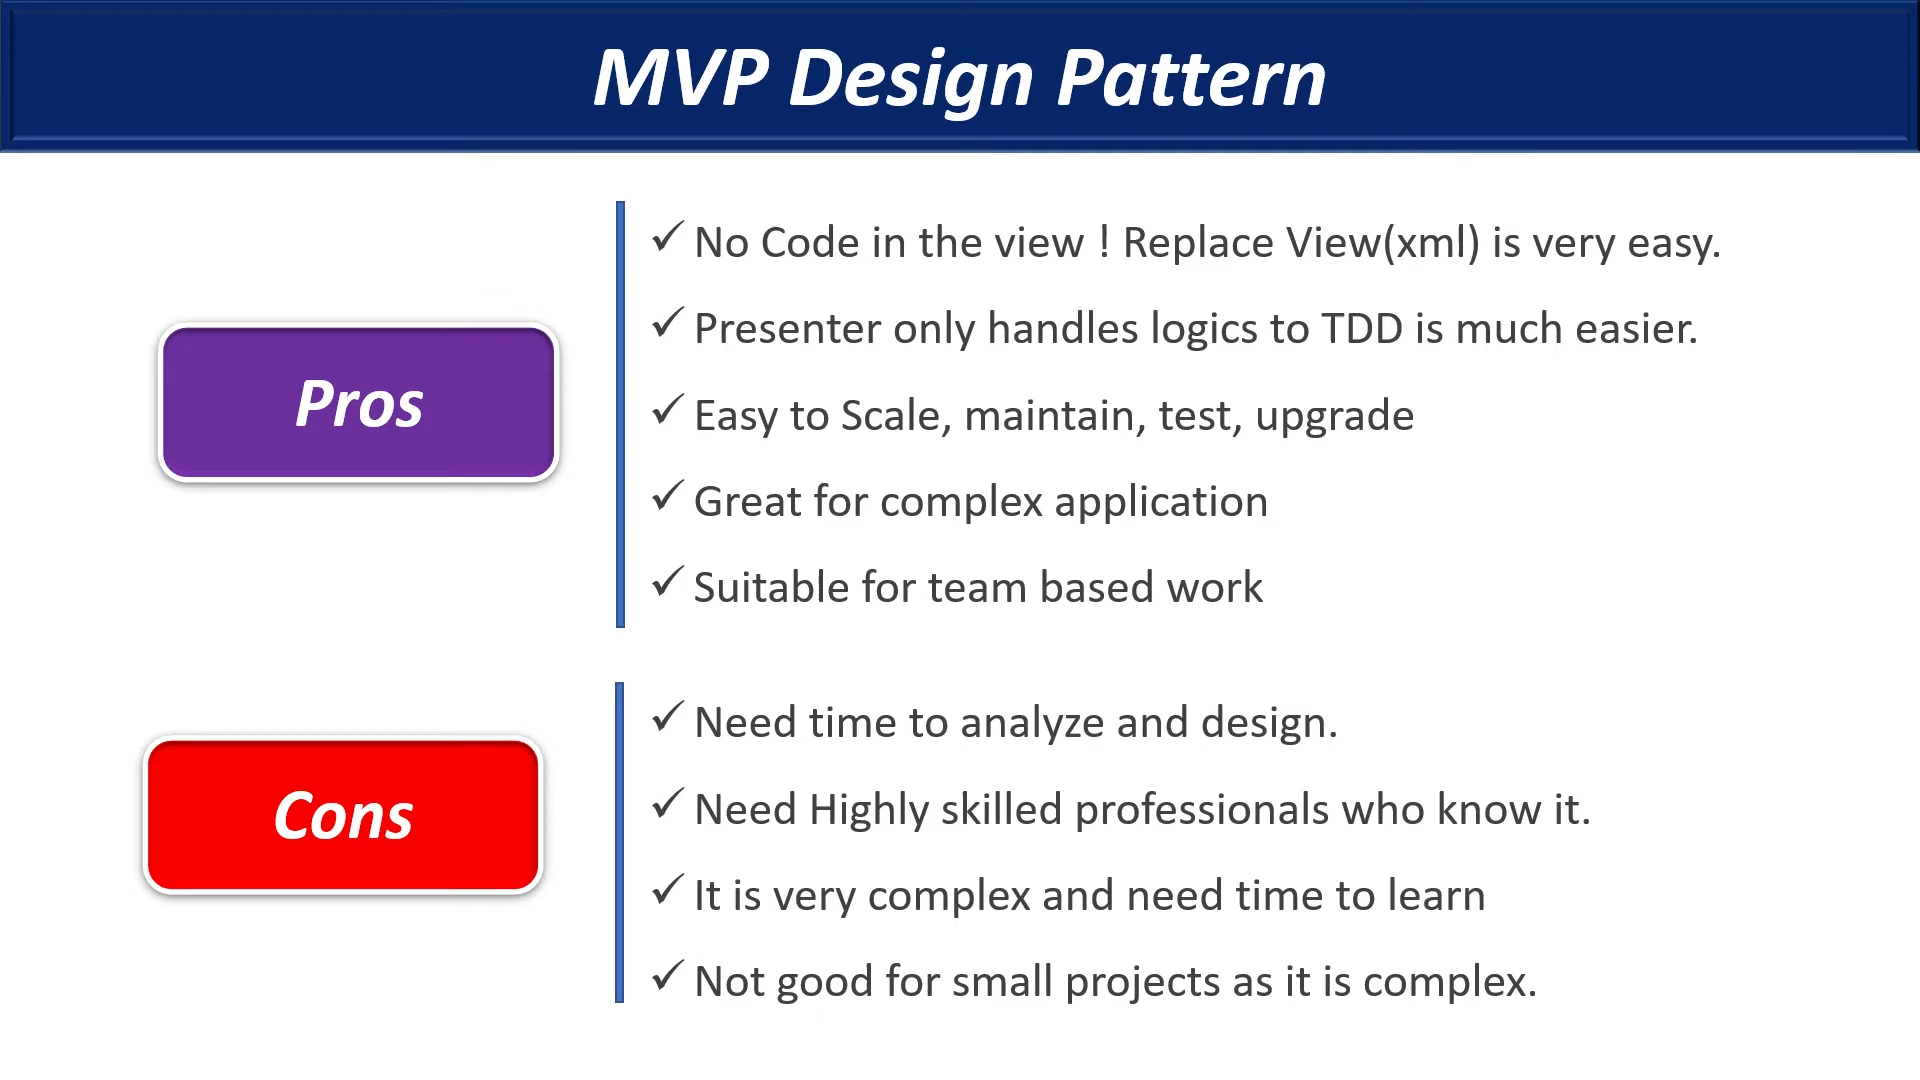 MVP Design Pattern
Pros
✓ No Code in the view ! Replace View(xml) is very easy.
✓ Presenter only handles logics to TDD is much easier.
✓ Easy to Scale, maintain, test, upgrade
✓ Great for complex application
✓ Suitable for team based work
Cons
✓ Need time to analyze and design.
✓ Need Highly skilled professionals who know it.
✓ It is very complex and need time to learn
✓ Not good for small projects as it is complex.